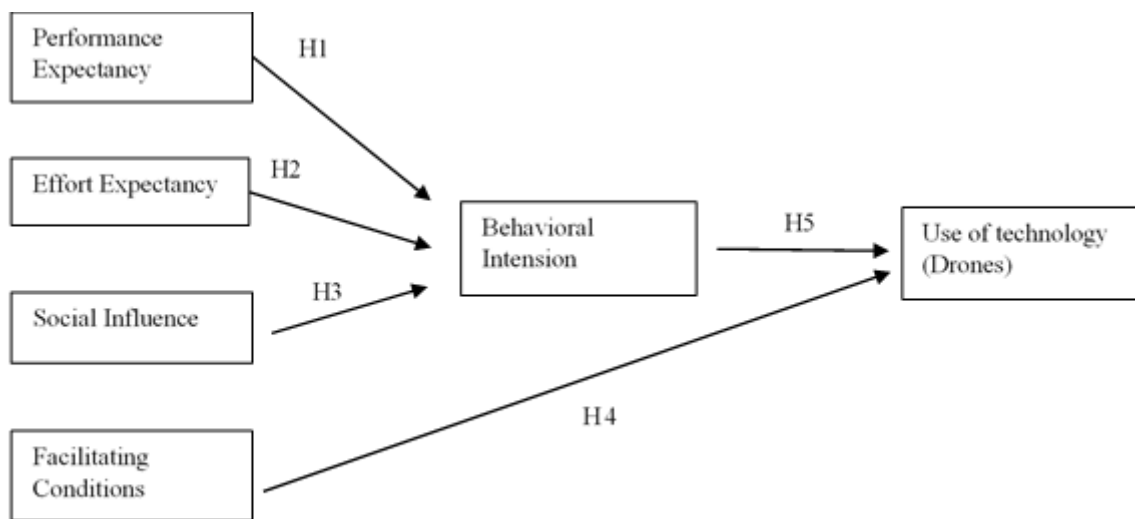 Performance
Expectancy
H1
Effort Expectancy
H2
Behavioral
Intension
H5
Use of technology
(Drones)
Social Influence
H3
H4
Facilitating
Conditions